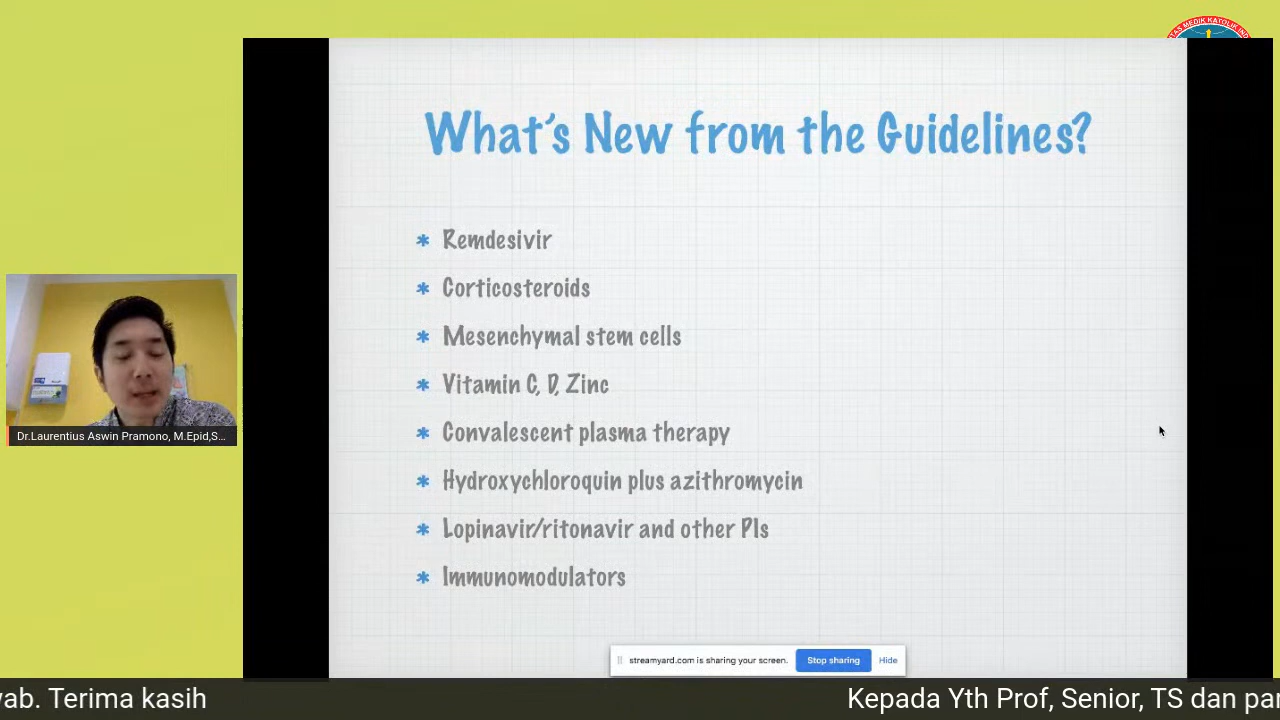 What's New from the Guidelines?
* Remdesivir
* Corticosteroids
* Mesenchymal stem cells
* Vitamin C, D, Zinc
* Convalescent plasma therapy
* Hydroxychloroquin plus azithromycin
* Lopinavir/ritonavir and other PIs
* Immunomodulators
Dr.Laurentius Aswin Pramono, M.Epid,S...
streamyard.com is sharing your screen. Stop sharing Hide
wab. Terima kasih Kepada Yth Prof, Senior, TS dan par